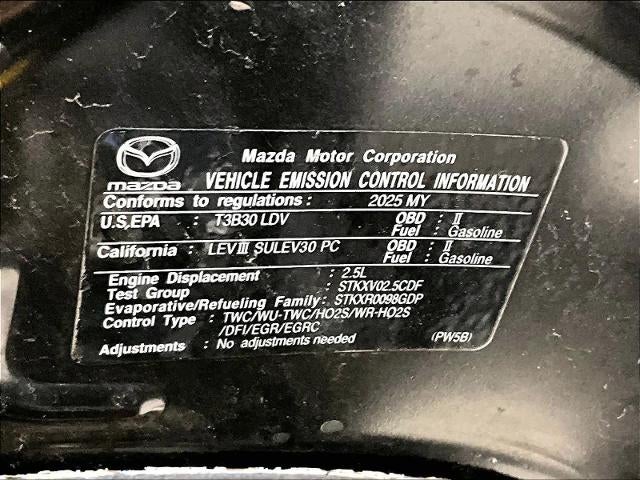 Mazda Motor Corporation
mazda VEHICLE EMISSION CONTROL INFORMATION
Conforms to regulations : 2025 MY
U.S.EPA : T3B30 LDV OBD : II
Fuel : Gasoline
California : LEVIII SULEV30 PC OBD : II
Fuel : Gasoline
Engine Displacement : 2.5L
Test Group : STKXV02.5CDF
Evaporative/Refueling Family: STKXR0098GDP
Control Type : TWC/WU-TWC/HO2S/WR-HO2S
/DFI/EGR/EGRC
Adjustments : No adjustments needed (PW5B)